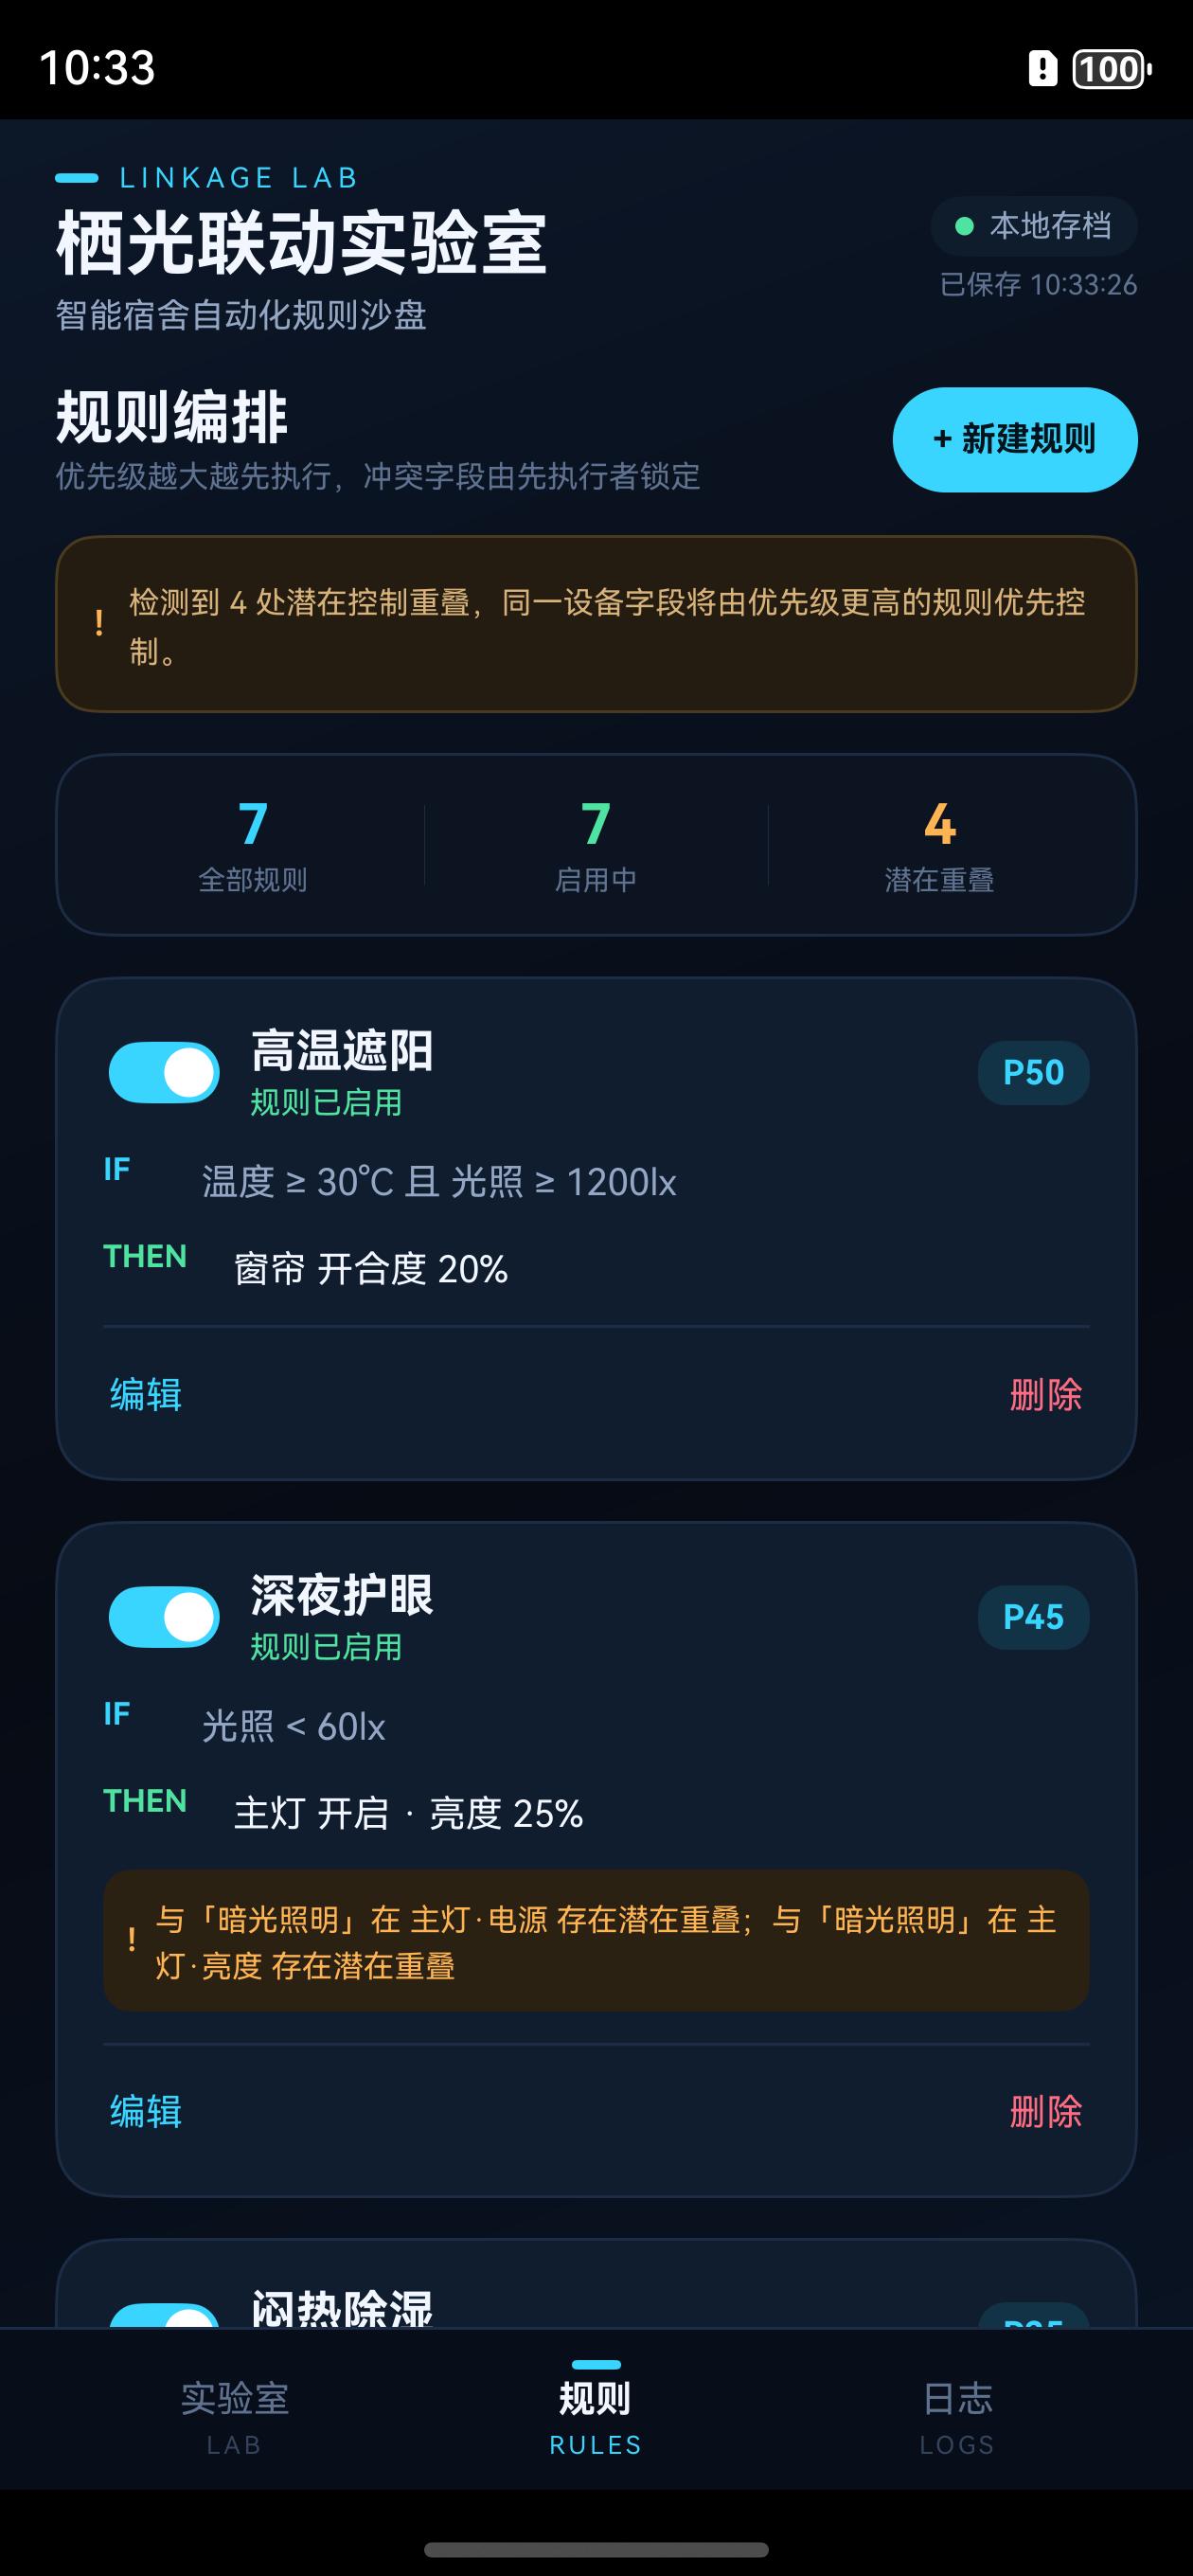 10:33
100
LINKAGE LAB
栖光联动实验室
本地存档
已保存 10:33:26
智能宿舍自动化规则沙盘
规则编排
+ 新建规则
优先级越大越先执行，冲突字段由先执行者锁定
! 检测到 4 处潜在控制重叠，同一设备字段将由优先级更高的规则优先控
制。
7 7 4
全部规则 启用中 潜在重叠
高温遮阳
P50
规则已启用
IF 温度 ≥ 30°C 且 光照 ≥ 1200lx
THEN 窗帘 开合度 20%
编辑 删除
深夜护眼
P45
规则已启用
IF 光照 < 60lx
THEN 主灯 开启 · 亮度 25%
! 与「暗光照明」在 主灯·电源 存在潜在重叠；与「暗光照明」在 主
灯·亮度 存在潜在重叠
编辑 删除
闷热除湿
实验室 规则 日志
LAB RULES LOGS